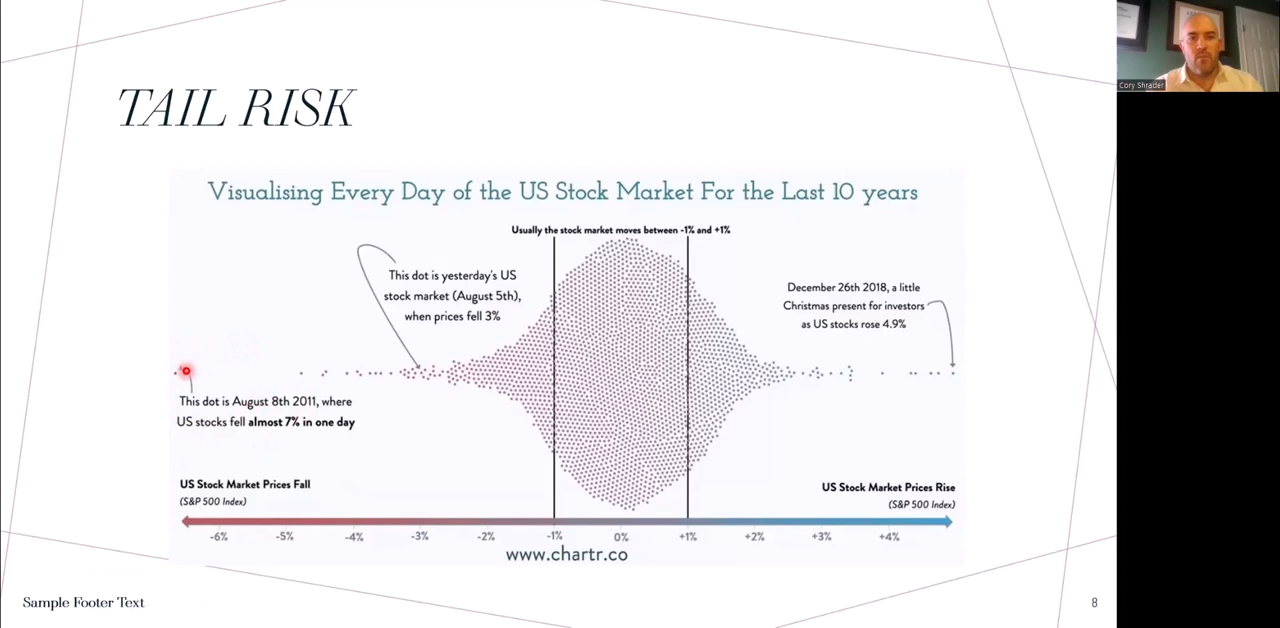 TAIL RISK
Visualising Every Day of the US Stock Market For the Last 10 years
Usually the stock market moves between -1% and +1%
This dot is yesterday's US
stock market (August 5th),
when prices fell 3%
December 26th 2018, a little
Christmas present for investors
as US stocks rose 4.9%
This dot is August 8th 2011, where
US stocks fell almost 7% in one day
US Stock Market Prices Fall
(S&P 500 Index)
US Stock Market Prices Rise
(S&P 500 Index)
-6% -5% -4% -3% -2% -1% 0% +1% +2% +3% +4%
www.chartr.co
Sample Footer Text
8
Cory Shrader